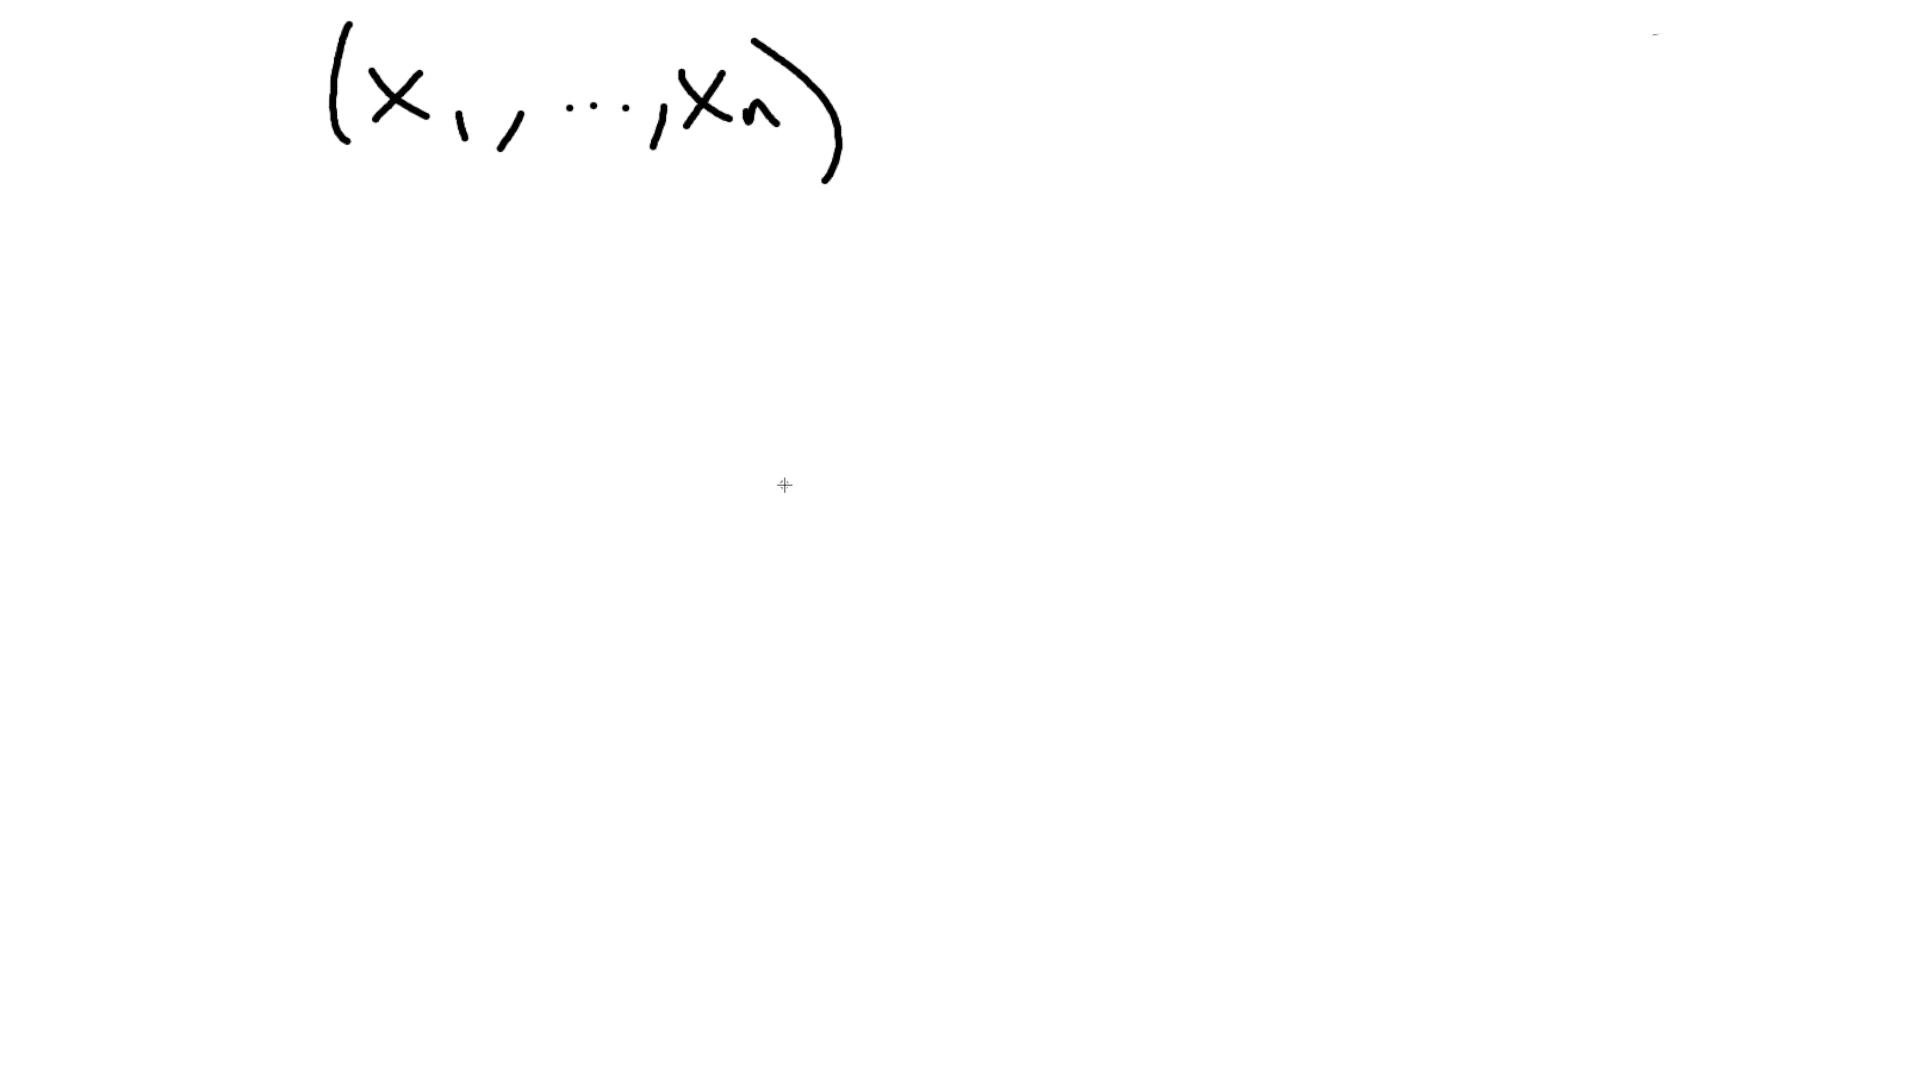 (x₁, ..., xₙ)